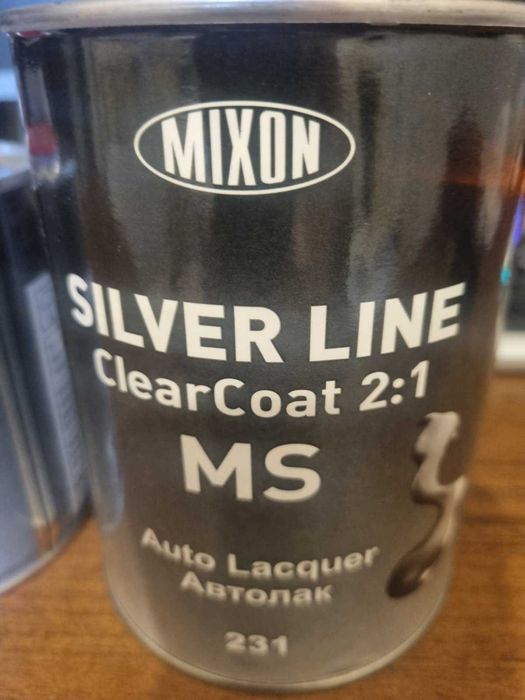 MIXON
SILVER LINE
ClearCoat 2:1
MS
Auto Lacquer
Автолак
231